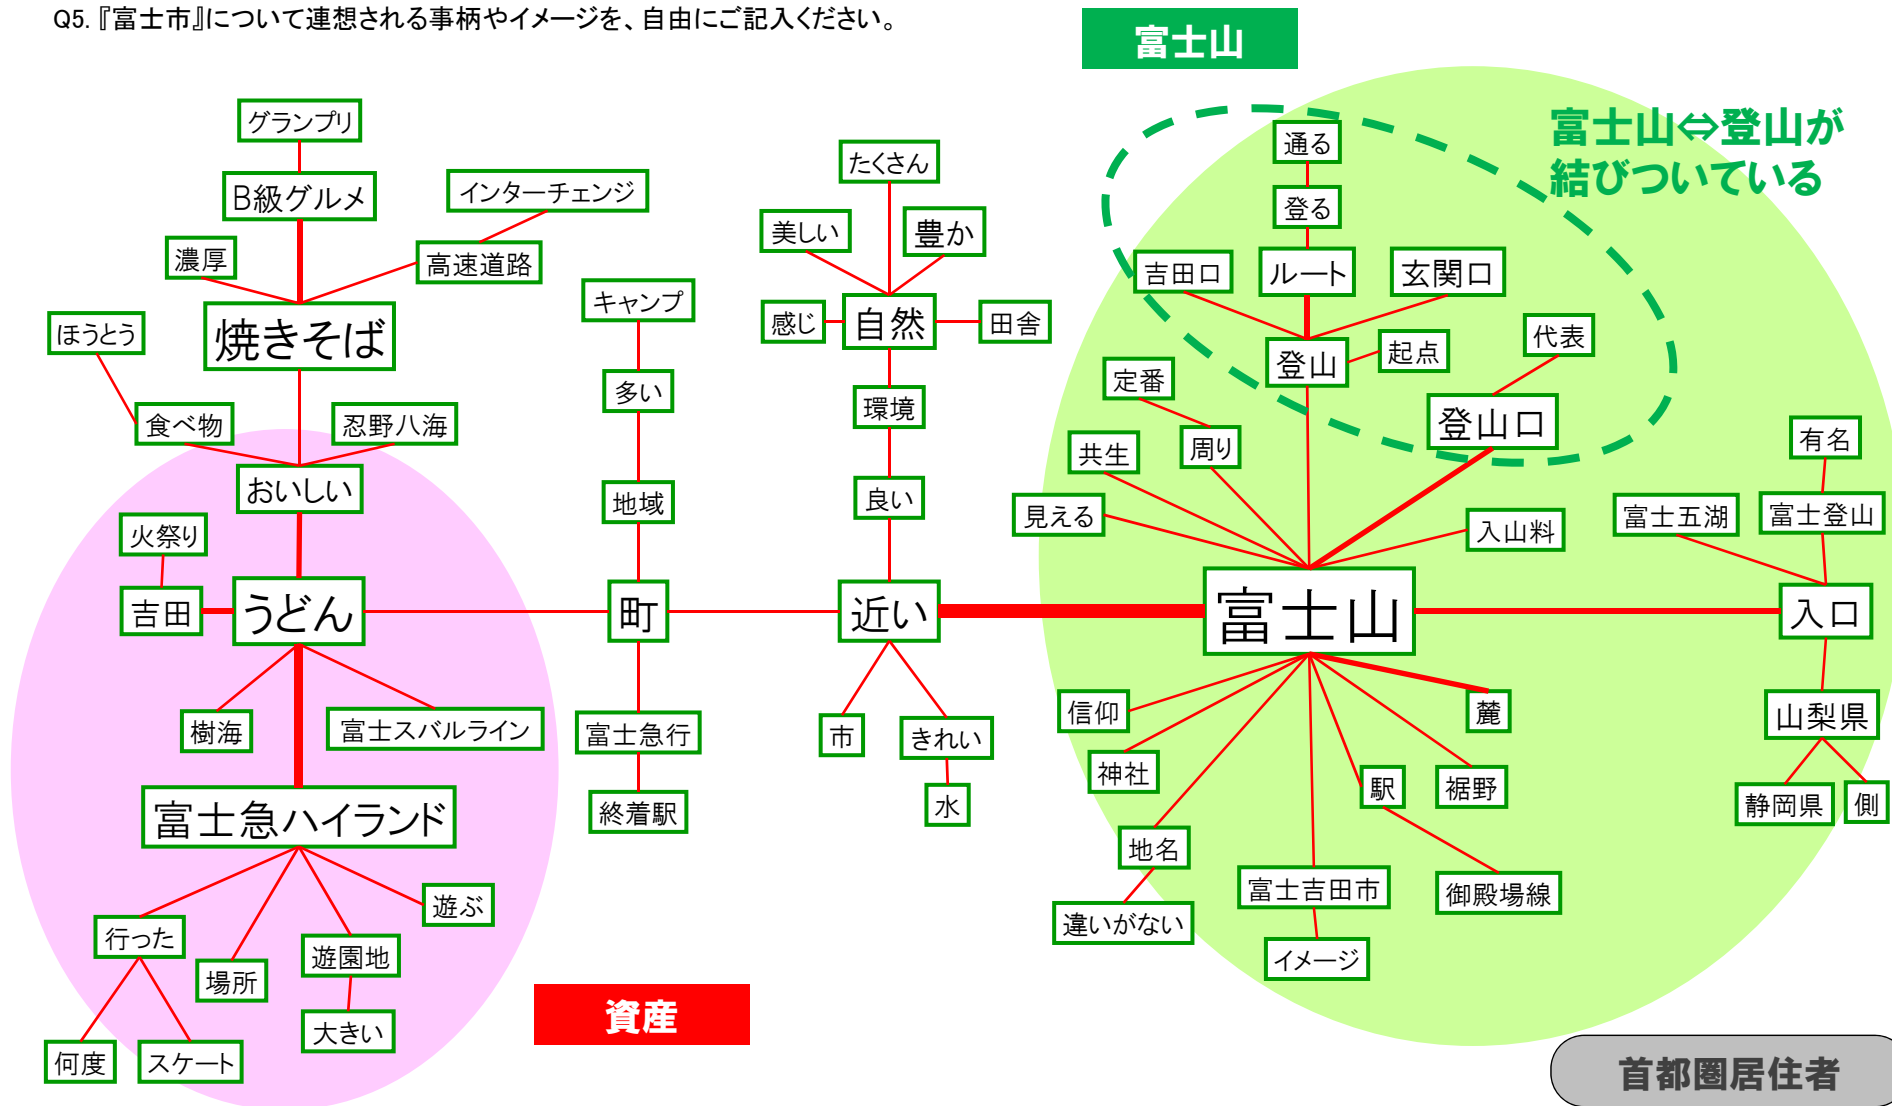 Q5. 『富士市』について連想される事柄やイメージを、自由にご記入ください。
富士山
富士山⇔登山が
結びついている
グランプリ
B級グルメ
インターチェンジ
濃厚
高速道路
焼きそば
ほうとう
食べ物
忍野八海
おいしい
火祭り
吉田
うどん
樹海
富士スバルライン
富士急ハイランド
行った
場所
遊園地
遊ぶ
大きい
何度
スケート
資産
キャンプ
多い
地域
町
富士急行
終着駅
たくさん
美しい
豊か
感じ
自然
田舎
環境
良い
近い
市
きれい
水
通る
登る
吉田口
ルート
玄関口
登山
起点
代表
定番
登山口
共生
周り
見える
入山料
富士山
有名
富士五湖
富士登山
入口
山梨県
静岡県
側
信仰
麓
神社
駅
裾野
地名
富士吉田市
御殿場線
違いがない
イメージ
首都圏居住者